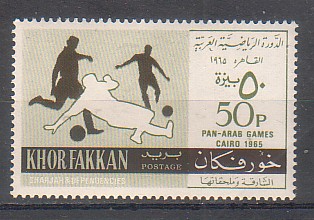 الدورة الرياضية العربية
القاهرة ١٩٦٥
٥٠ بيزة
50P
PAN-ARAB GAMES
CAIRO 1965
KHOR FAKKAN
بريد
POSTAGE
خورفكان
SHARJAH & DEPENDENCIES
الشارقة وملحقاتها